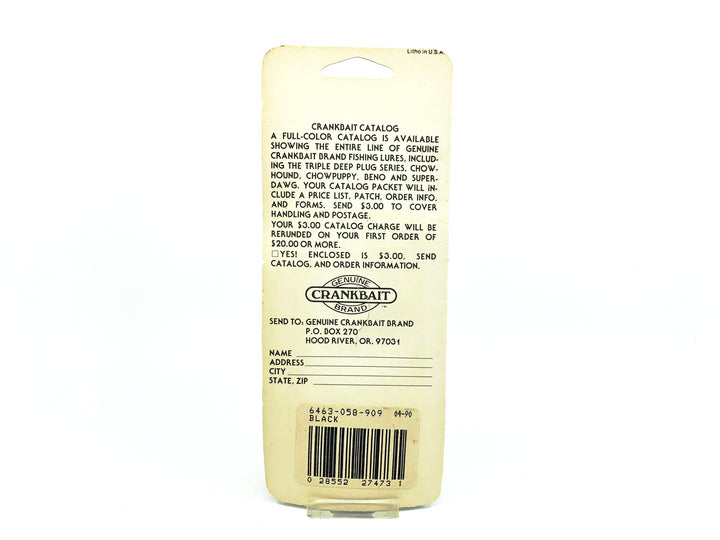 Litho in U.S.A.
CRANKBAIT CATALOG
A FULL-COLOR CATALOG IS AVAILABLE
SHOWING THE ENTIRE LINE OF GENUINE
CRANKBAIT BRAND FISHING LURES, INCLUD-
ING THE TRIPLE DEEP PLUG SERIES, CHOW-
HOUND, CHOWPUPPY, BENO AND SUPER-
DAWG. YOUR CATALOG PACKET WILL IN-
CLUDE A PRICE LIST, PATCH, ORDER INFO.
AND FORMS. SEND $3.00 TO COVER
HANDLING AND POSTAGE.
YOUR $3.00 CATALOG CHARGE WILL BE
RERUNDED ON YOUR FIRST ORDER OF
$20.00 OR MORE.
☐ YES! ENCLOSED IS $3.00, SEND
CATALOG, AND ORDER INFORMATION.
GENUINE
CRANKBAIT
BRAND ™
SEND TO: GENUINE CRANKBAIT BRAND
P.O. BOX 270
HOOD RIVER, OR. 97031
NAME
ADDRESS
CITY
STATE, ZIP
6463-058-909 04-90
BLACK
0 28552 27473 1